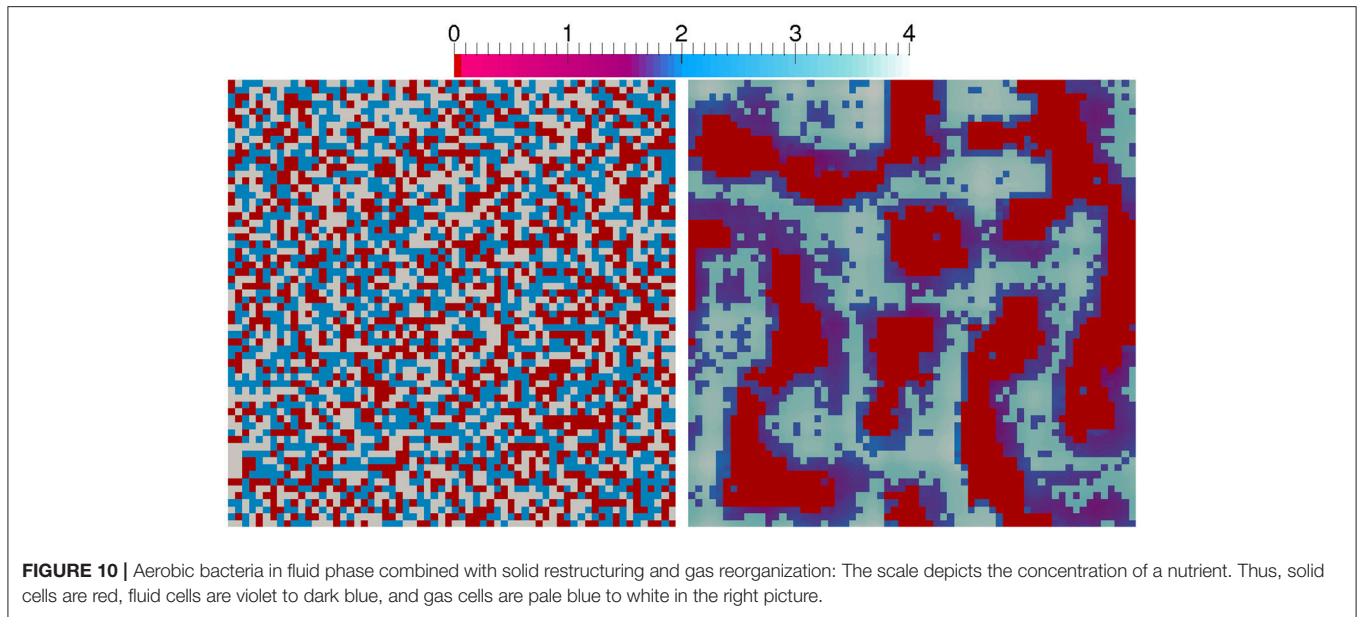 0 1 2 3 4
FIGURE 10 | Aerobic bacteria in fluid phase combined with solid restructuring and gas reorganization: The scale depicts the concentration of a nutrient. Thus, solid
cells are red, fluid cells are violet to dark blue, and gas cells are pale blue to white in the right picture.